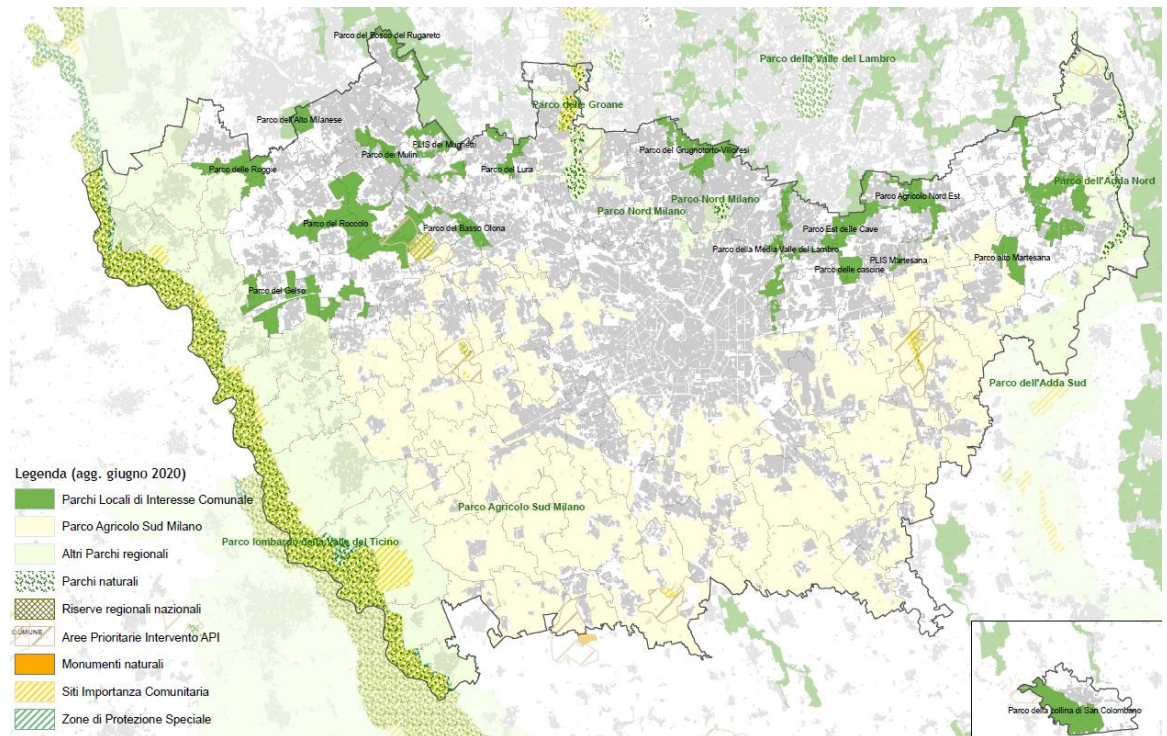 Parco del Bosco del Rugareto
Parco della Valle del Lambro
Parco delle Groane
Parco dell'Alto Milanese
PLIS dei Mughetti
Parco dei Mulini
Parco del Lura
Parco del Grugnotorto-Villoresi
Parco delle Roggie
Parco dell'Adda Nord
Parco Agricolo Nord Est
Parco Nord Milano
Parco Nord Milano
Parco del Roccolo
Parco del Basso Olona
Parco Est delle Cave
Parco della Media Valle del Lambro
PLIS Martesana
Parco alto Martesana
Parco delle cascine
Parco del Gelso
Parco dell'Adda Sud
Legenda (agg. giugno 2020)
Parchi Locali di Interesse Comunale
Parco Agricolo Sud Milano
Altri Parchi regionali
Parchi naturali
Riserve regionali nazionali
COMUNE
Aree Prioritarie Intervento API
Monumenti naturali
Siti Importanza Comunitaria
Zone di Protezione Speciale
Parco Agricolo Sud Milano
Parco lombardo della Valle del Ticino
Parco della collina di San Colombano